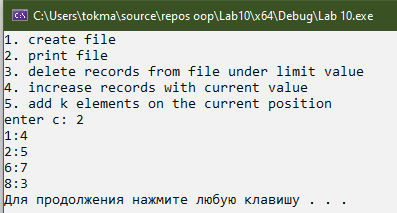 C:\Users\tokma\source\repos oop\Lab10\x64\Debug\Lab 10.exe
1. create file
2. print file
3. delete records from file under limit value
4. increase records with current value
5. add k elements on the current position
enter c: 2
1:4
2:5
6:7
8:3
Для продолжения нажмите любую клавишу . . .